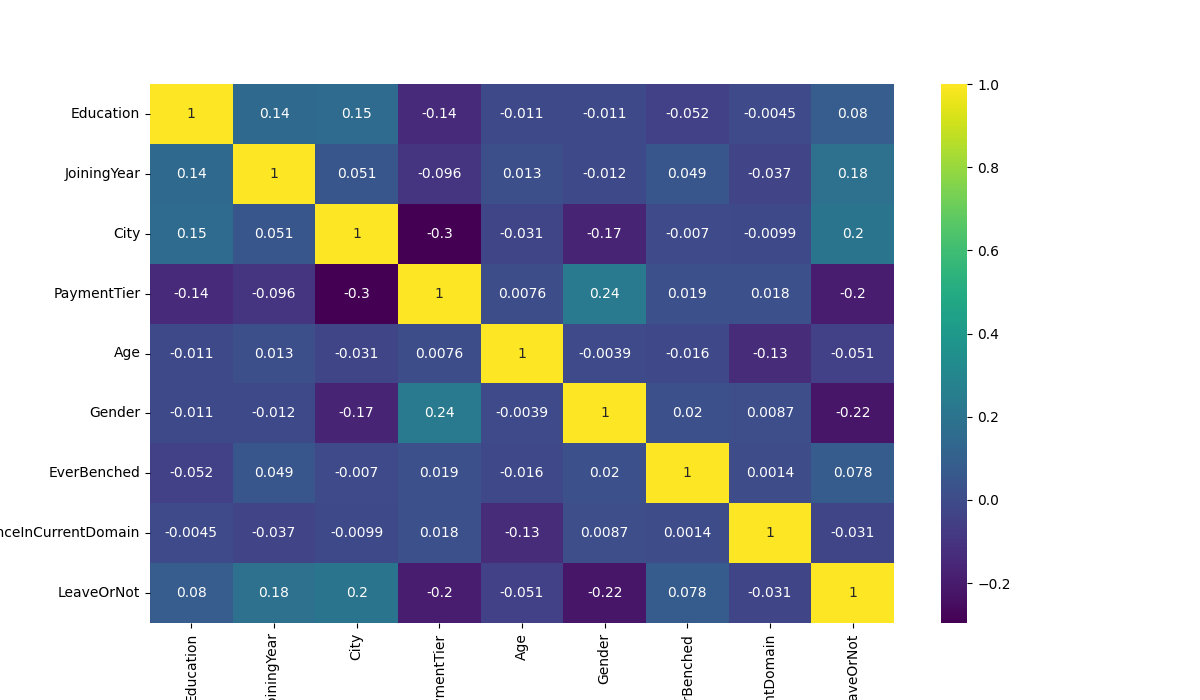 Education 1 0.14 0.15 -0.14 -0.011 -0.011 -0.052 -0.0045 0.08
JoiningYear 0.14 1 0.051 -0.096 0.013 -0.012 0.049 -0.037 0.18
City 0.15 0.051 1 -0.3 -0.031 -0.17 -0.007 -0.0099 0.2
PaymentTier -0.14 -0.096 -0.3 1 0.0076 0.24 0.019 0.018 -0.2
Age -0.011 0.013 -0.031 0.0076 1 -0.0039 -0.016 -0.13 -0.051
Gender -0.011 -0.012 -0.17 0.24 -0.0039 1 0.02 0.0087 -0.22
EverBenched -0.052 0.049 -0.007 0.019 -0.016 0.02 1 0.0014 0.078
nceInCurrentDomain -0.0045 -0.037 -0.0099 0.018 -0.13 0.0087 0.0014 1 -0.031
LeaveOrNot 0.08 0.18 0.2 -0.2 -0.051 -0.22 0.078 -0.031 1
Education
oiningYear
City
mentTier
Age
Gender
rBenched
ntDomain
aveOrNot
1.0
0.8
0.6
0.4
0.2
0.0
−0.2